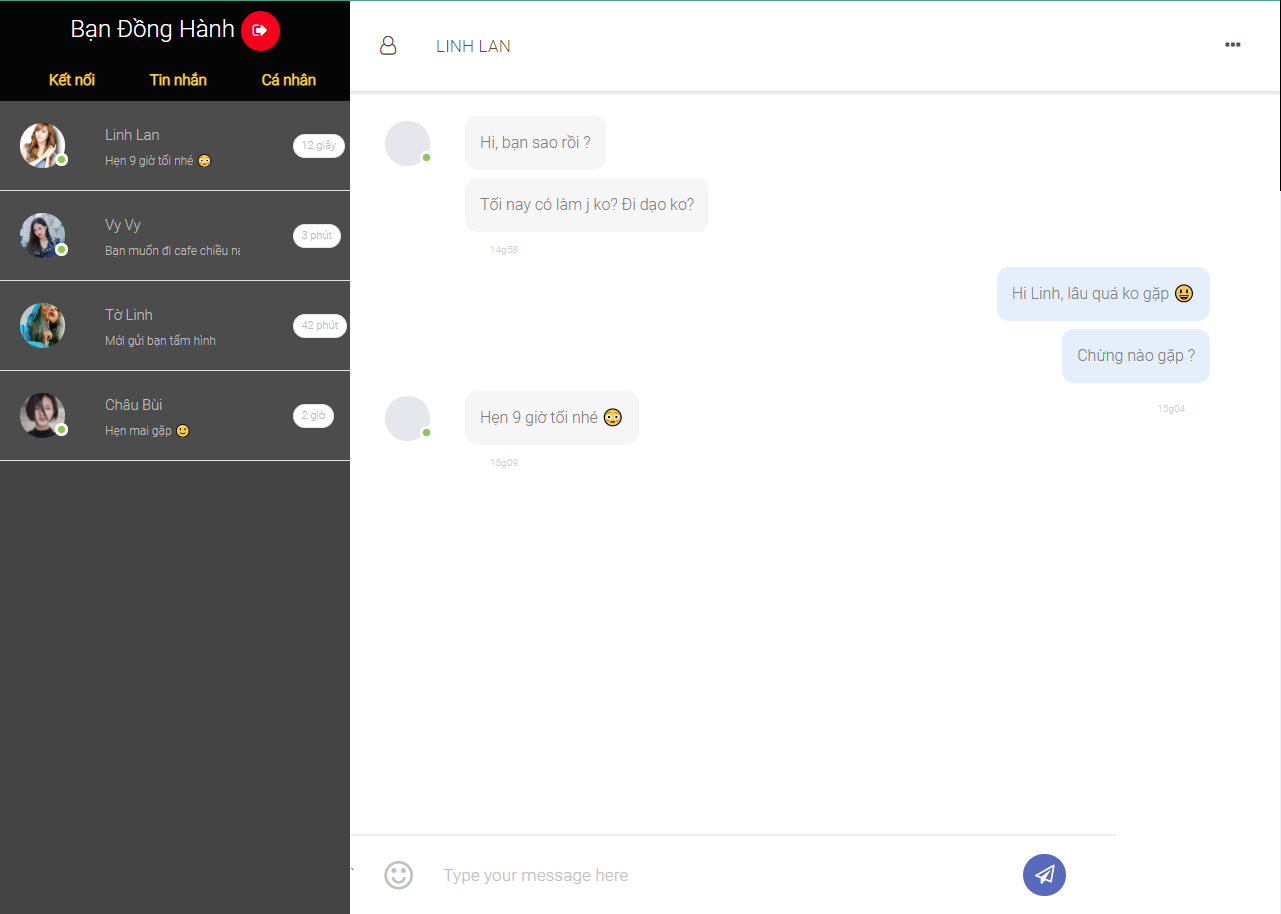 Bạn Đồng Hành
Kết nối Tin nhắn Cá nhân
Linh Lan
Hẹn 9 giờ tối nhé 😳
12 giây
Vy Vy
Bạn muốn đi cafe chiều
3 phút
Tờ Linh
Mới gửi bạn tấm hình
42 phút
Châu Bùi
Hẹn mai gặp 🙂
2 giờ
LINH LAN
Hi, bạn sao rồi ?
Tối nay có làm j ko? Đi dạo ko?
14g58
Hi Linh, lâu quá ko gặp 😃
Chừng nào gặp ?
15g04
Hẹn 9 giờ tối nhé 😳
15g09
` Type your message here